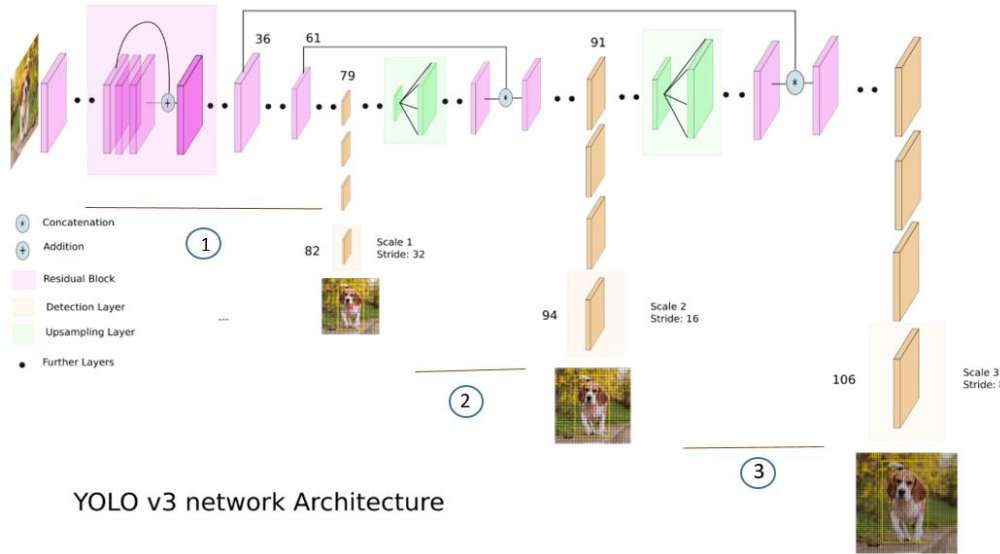 36
61
91
79
Concatenation
Addition
Residual Block
Detection Layer
Upsampling Layer
Further Layers
1
...
82
Scale 1
Stride: 32
94
Scale 2
Stride: 16
2
106
Scale 3
Stride:
3
YOLO v3 network Architecture